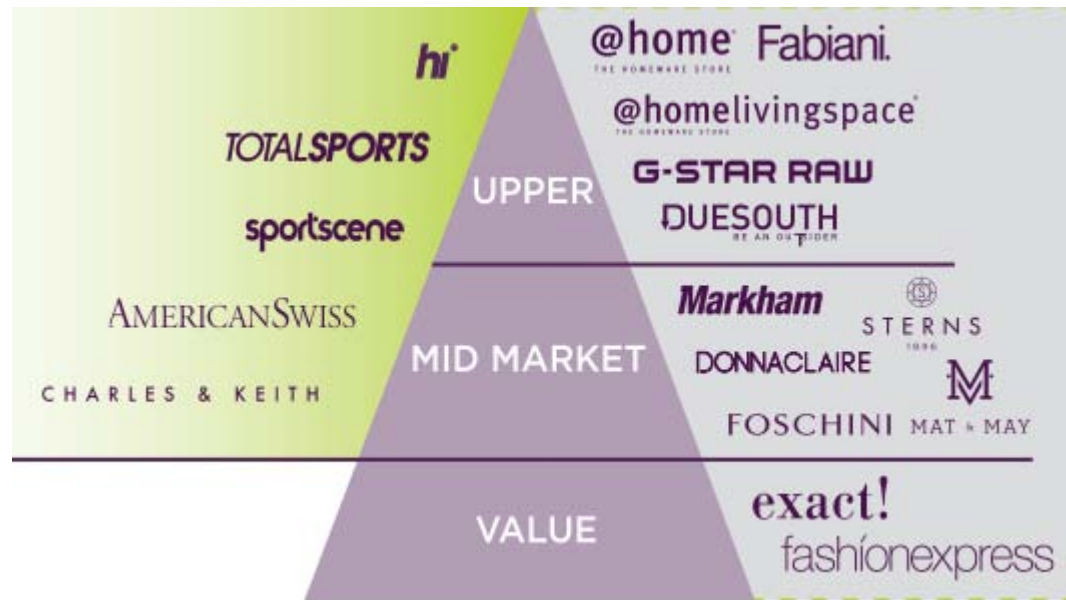 hi
TOTALSPORTS
sportscene
AMERICANSWISS
CHARLES & KEITH
UPPER
MID MARKET
VALUE
@home Fabiani.
THE HOMEWARE STORE
@homelivingspace
THE HOMEWARE STORE
G-STAR RAW
DUESOUTH
BE AN OUTSIDER
Markham
STERNS
1896
DONNACLAIRE
M
FOSCHINI MAT & MAY
exact!
fashionexpress